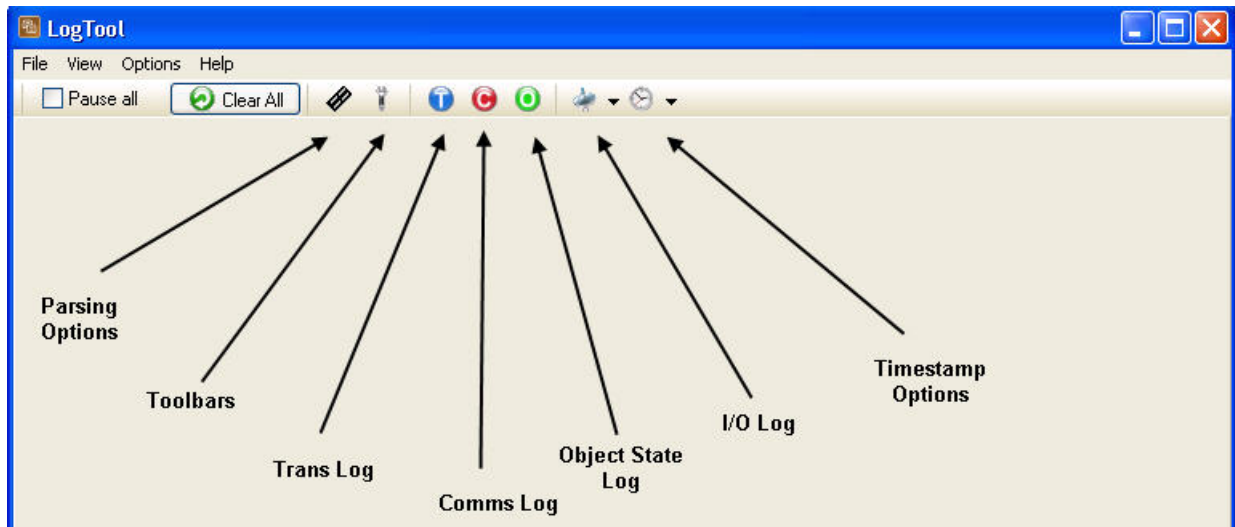 LogTool
File View Options Help
Pause all Clear All T C O
Parsing
Options
Toolbars
Trans Log
Comms Log
Object State
Log
I/O Log
Timestamp
Options